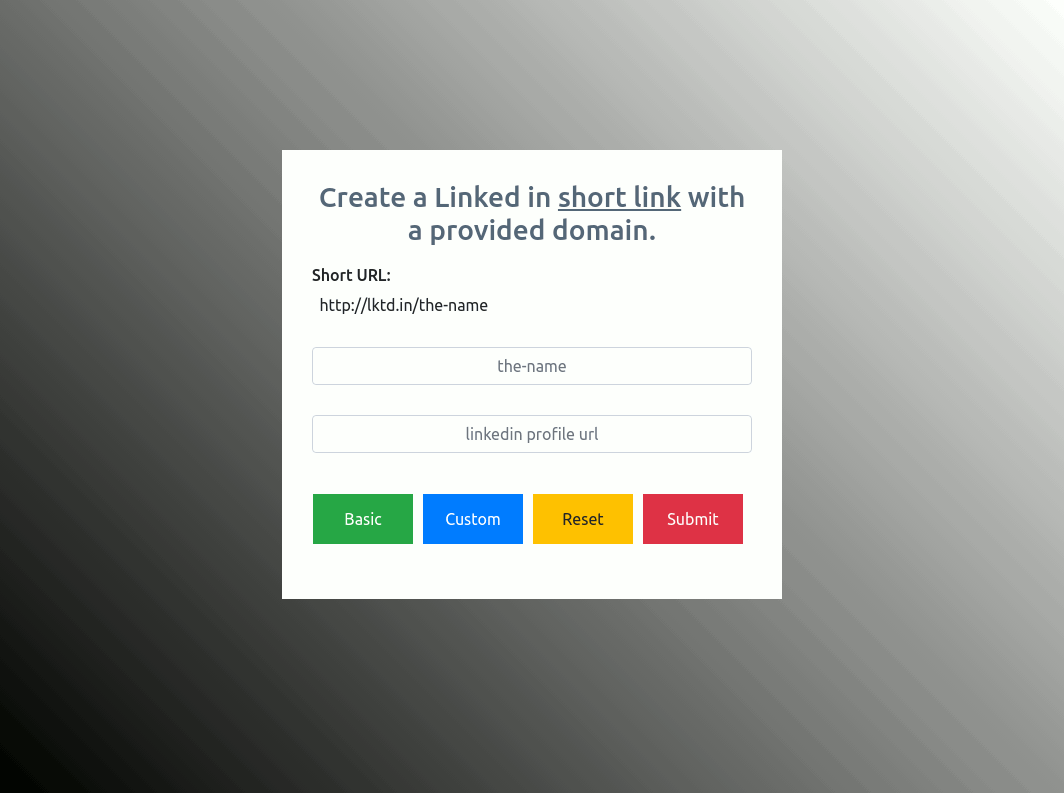 Create a Linked in short link with
a provided domain.
Short URL:
http://lktd.in/the-name
the-name
linkedin profile url
Basic Custom Reset Submit